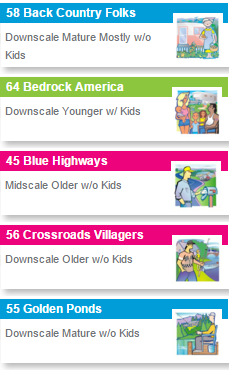 58 Back Country Folks
Downscale Mature Mostly w/o
Kids
64 Bedrock America
Downscale Younger w/ Kids
45 Blue Highways
Midscale Older w/o Kids
56 Crossroads Villagers
Downscale Older w/o Kids
55 Golden Ponds
Downscale Mature w/o Kids